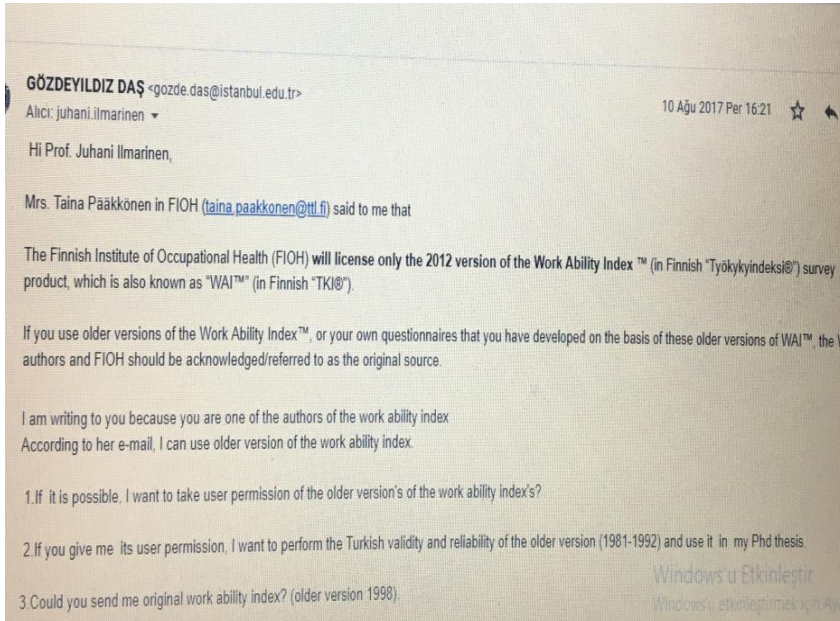 GÖZDEYILDIZ DAŞ <gozde.das@istanbul.edu.tr>
10 Ağu 2017 Per 16:21
Alıcı: juhani.ilmarinen
Hi Prof. Juhani Ilmarinen,
Mrs. Taina Pääkkönen in FIOH (taina.paakkonen@ttl.fi) said to me that
The Finnish Institute of Occupational Health (FIOH) will license only the 2012 version of the Work Ability Index ™ (in Finnish "Työkykyindeksi®") survey
product, which is also known as "WAI™" (in Finnish "TKI®").
If you use older versions of the Work Ability Index™, or your own questionnaires that you have developed on the basis of these older versions of WAI™, the
authors and FIOH should be acknowledged/referred to as the original source.
I am writing to you because you are one of the authors of the work ability index
According to her e-mail, I can use older version of the work ability index.
1.If it is possible, I want to take user permission of the older version's of the work ability index's?
2.If you give me its user permission, I want to perform the Turkish validity and reliability of the older version (1981-1992) and use it in my Phd thesis.
Windows'u Etkinleştir
3.Could you send me original work ability index? (older version 1998).
Windows'u etkinleştirmek için